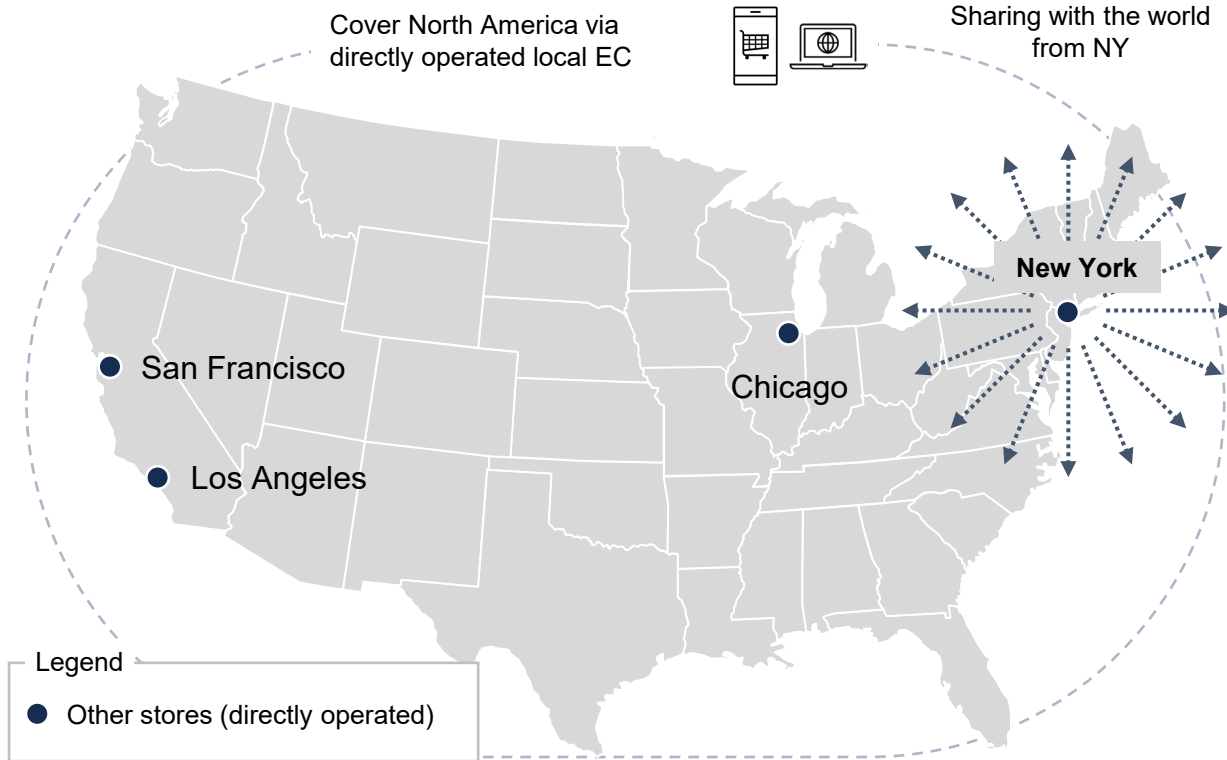 Cover North America via
directly operated local EC
Sharing with the world
from NY
New York
San Francisco
Chicago
Los Angeles
Legend
Other stores (directly operated)